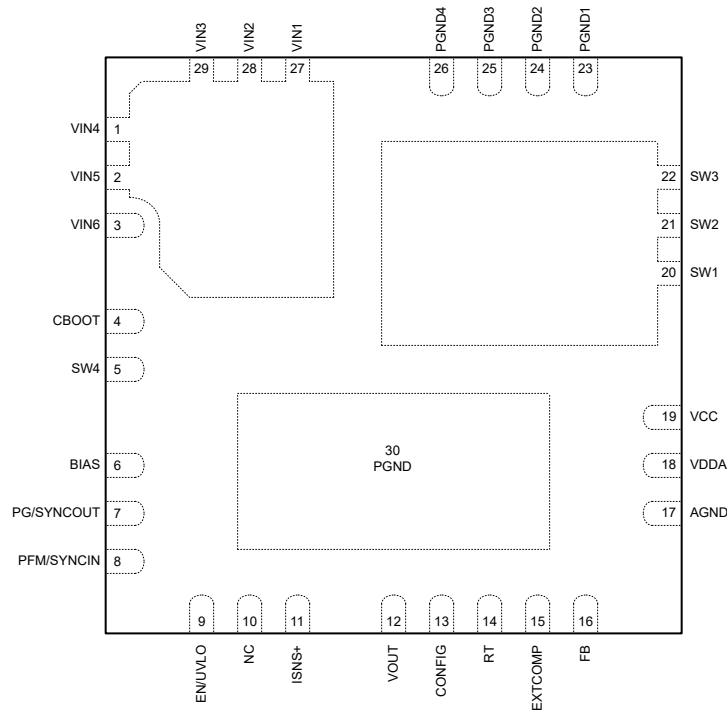 VIN3
VIN2
VIN1
PGND4
PGND3
PGND2
PGND1
29
28
27
26
25
24
23
VIN4 1
VIN5 2
VIN6 3
CBOOT 4
SW4 5
BIAS 6
PG/SYNCOUT 7
PFM/SYNCIN 8
22 SW3
21 SW2
20 SW1
19 VCC
18 VDDA
17 AGND
30
PGND
9
10
11
12
13
14
15
16
EN/UVLO
NC
ISNS+
VOUT
CONFIG
RT
EXTCOMP
FB